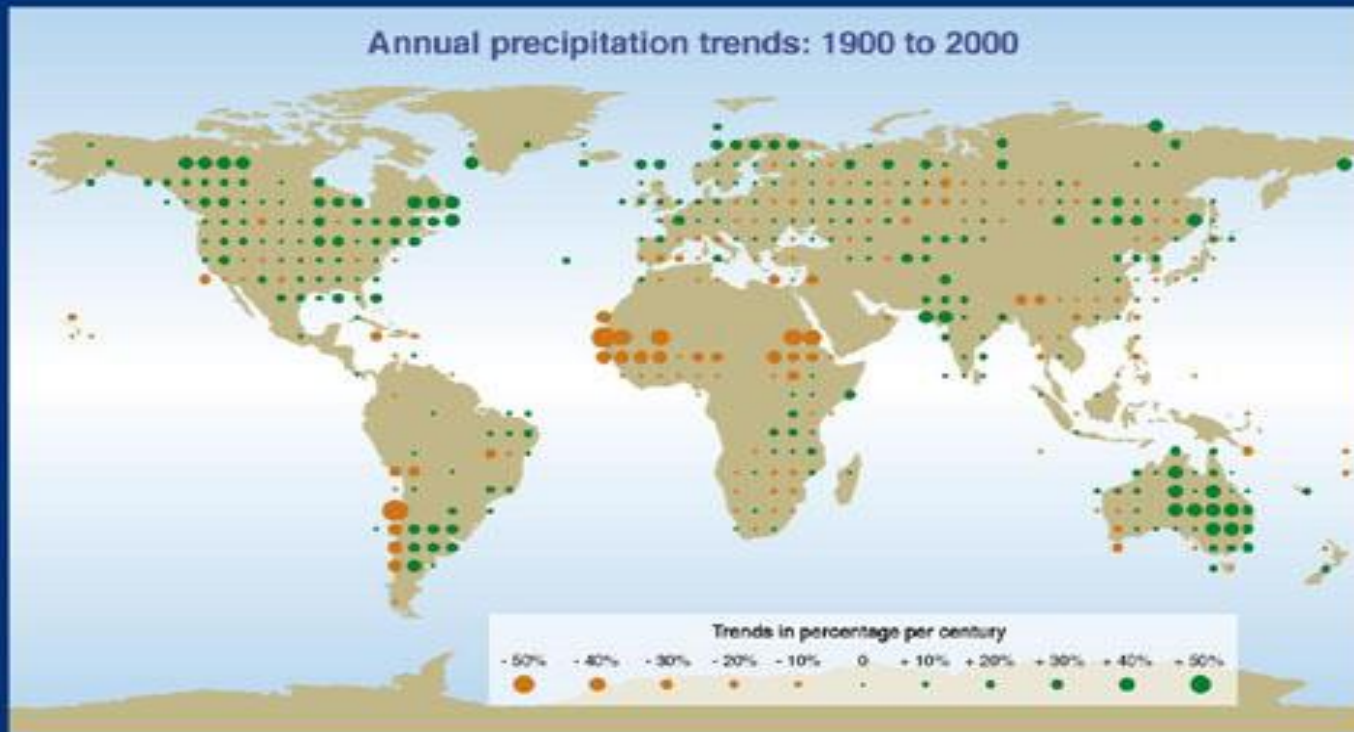 Annual precipitation trends: 1900 to 2000
Trends in percentage per century
- 50% - 40% - 30% - 20% - 10% 0 + 10% + 20% + 30% + 40% + 50%